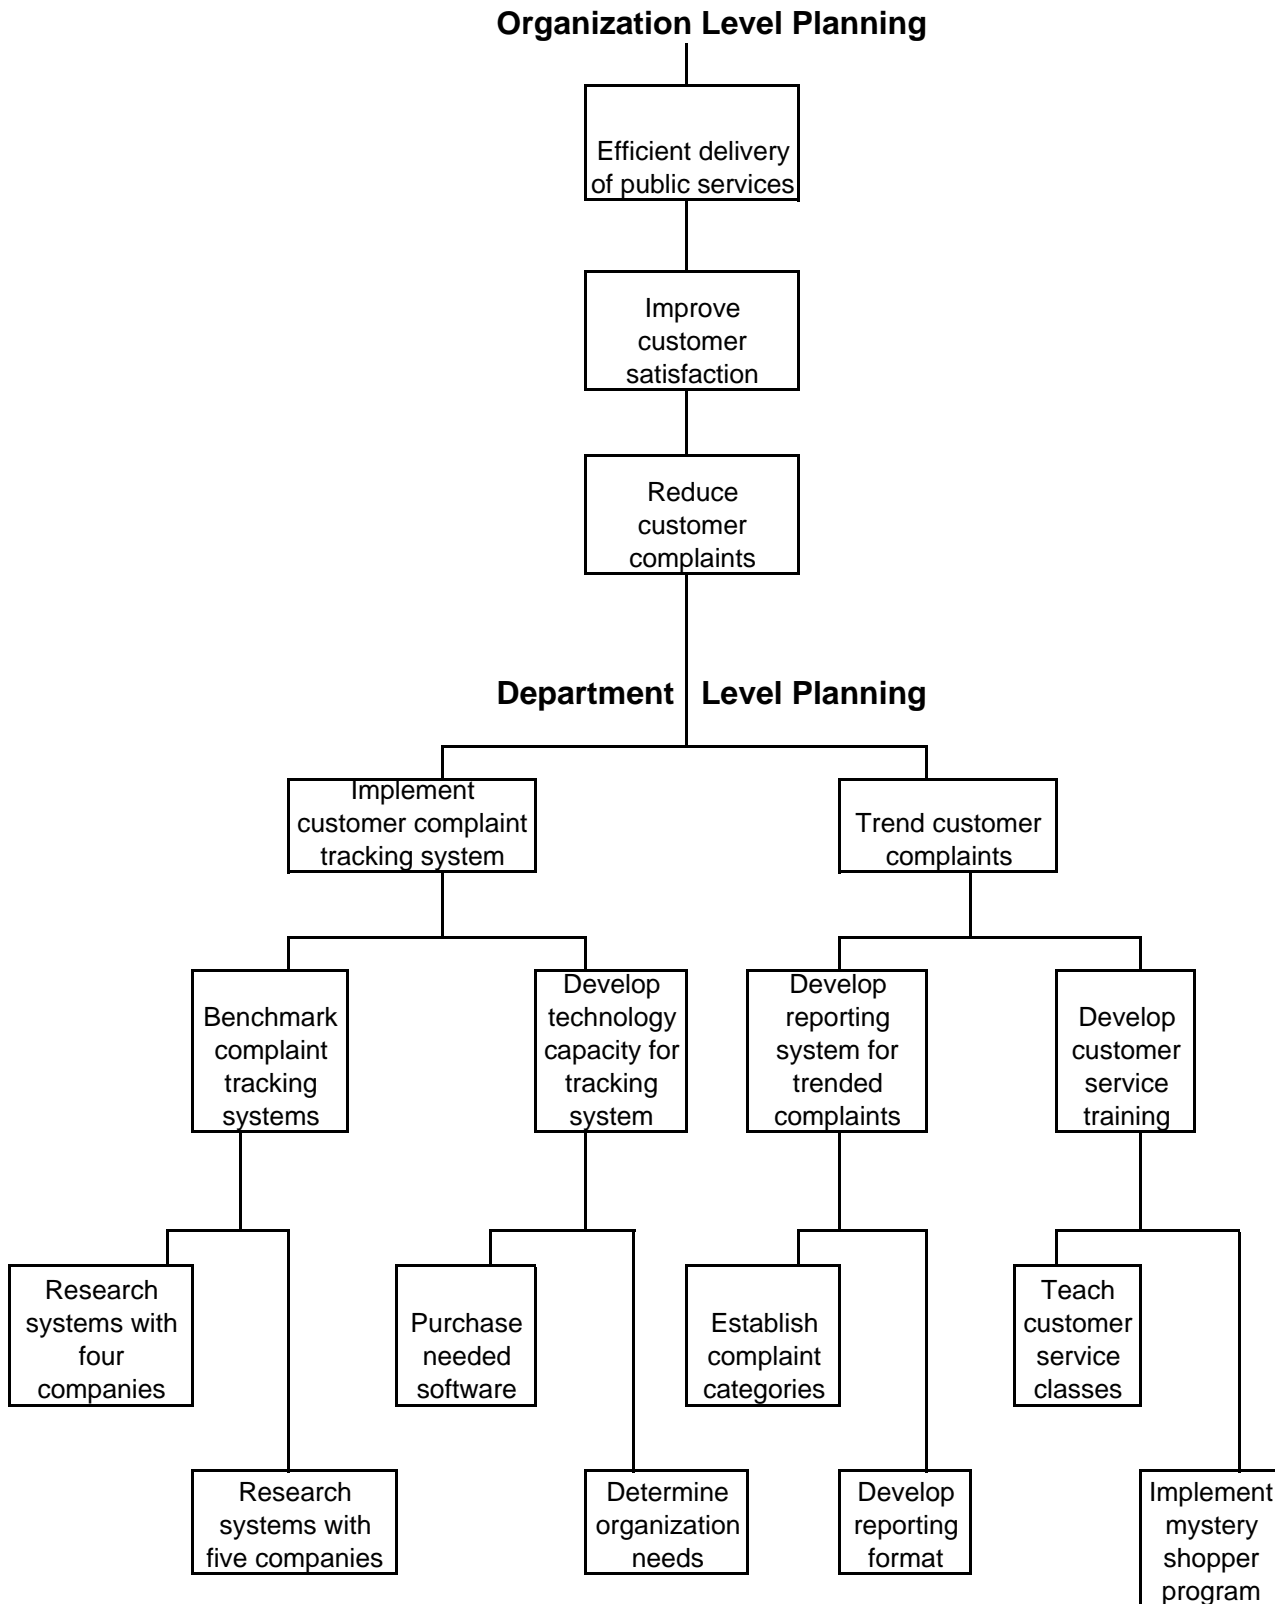 Organization Level Planning
Efficient delivery
of public services
Improve
customer
satisfaction
Reduce
customer
complaints
Department Level Planning
Implement
customer complaint
tracking system
Trend customer
complaints
Benchmark
complaint
tracking
systems
Develop
technology
capacity for
tracking
system
Develop
reporting
system for
trended
complaints
Develop
customer
service
training
Research
systems with
four
companies
Purchase
needed
software
Establish
complaint
categories
Teach
customer
service
classes
Research
systems with
five companies
Determine
organization
needs
Develop
reporting
format
Implement
mystery
shopper
program